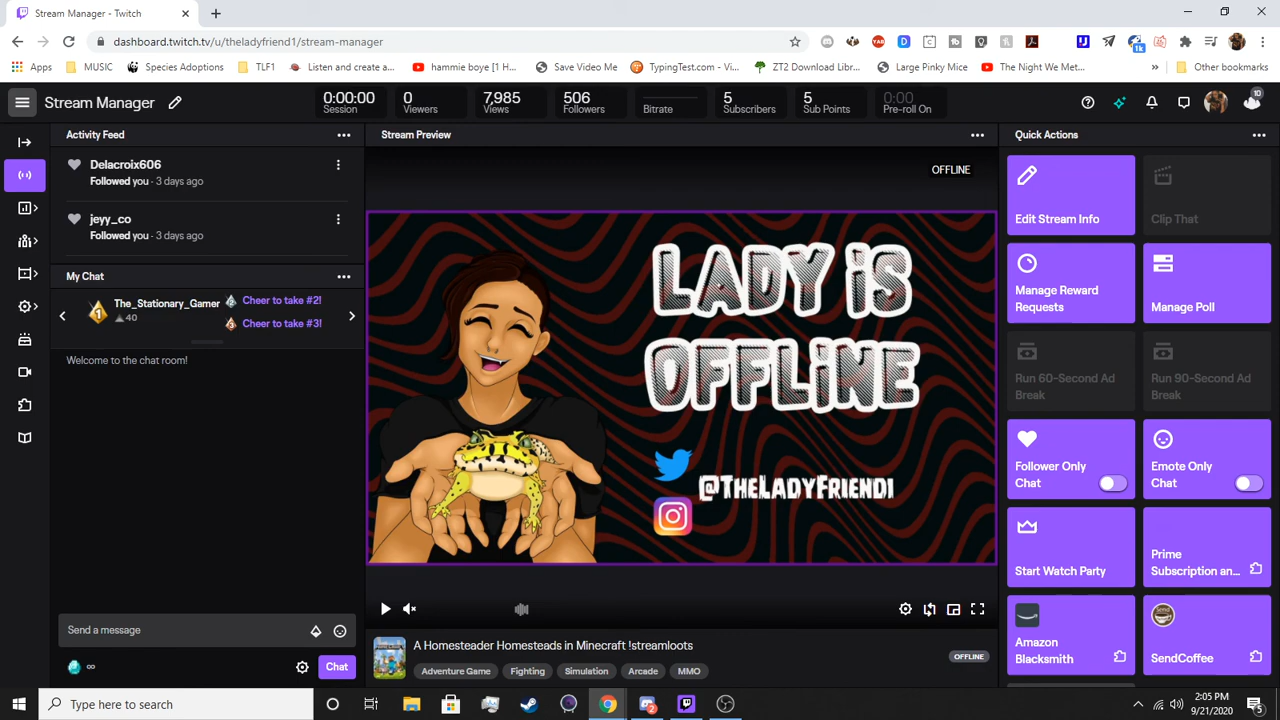 Stream Manager - Twitch
dashboard.twitch.tv/u/theladyfriend1/stream-manager
Apps
MUSIC
Species Adoptions
TLF1
Listen and create a...
hammie boye [1 H...
Save Video Me
TypingTest.com - Vi...
ZT2 Download Libr...
Large Pinky Mice
The Night We Met...
»
Other bookmarks
Stream Manager
0:00:00
Session
0
Viewers
7,985
Views
506
Followers
Bitrate
5
Subscribers
5
Sub Points
0:00
Pre-roll On
10
Activity Feed
Delacroix606
Followed you · 3 days ago
jeyy_co
Followed you · 3 days ago
My Chat
1
The_Stationary_Gamer
40
2
Cheer to take #2!
3
Cheer to take #3!
Welcome to the chat room!
Send a message
∞
Chat
Stream Preview
OFFLINE
LADY iS
OFFLiNE
@TheLadyFriend1
A Homesteader Homesteads in Minecraft !streamloots
OFFLINE
Adventure Game
Fighting
Simulation
Arcade
MMO
Quick Actions
Edit Stream Info
Clip That
Manage Reward
Requests
Manage Poll
Run 60-Second Ad
Break
Run 90-Second Ad
Break
Follower Only
Chat
Emote Only
Chat
Start Watch Party
Prime
Subscription an...
Amazon
Blacksmith
SendCoffee
Type here to search
2:05 PM
9/21/2020
5